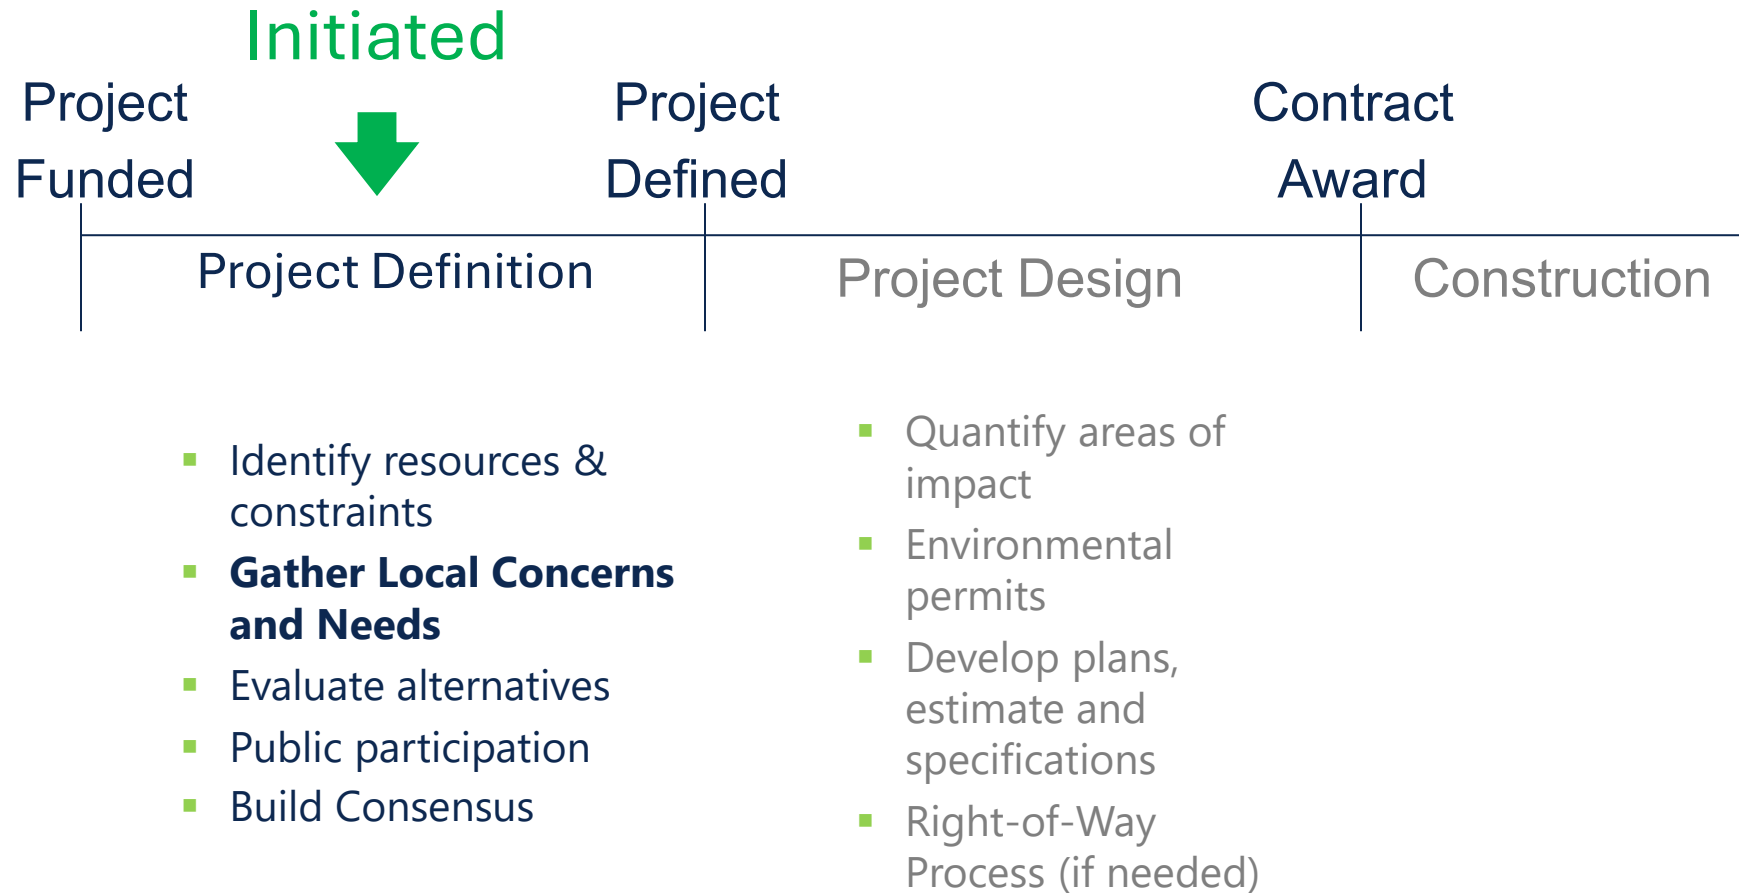 Initiated
Project
Funded
Project
Defined
Contract
Award
Project Definition
Project Design
Construction
Identify resources &
constraints
Gather Local Concerns
and Needs
Evaluate alternatives
Public participation
Build Consensus
Quantify areas of
impact
Environmental
permits
Develop plans,
estimate and
specifications
Right-of-Way
Process (if needed)